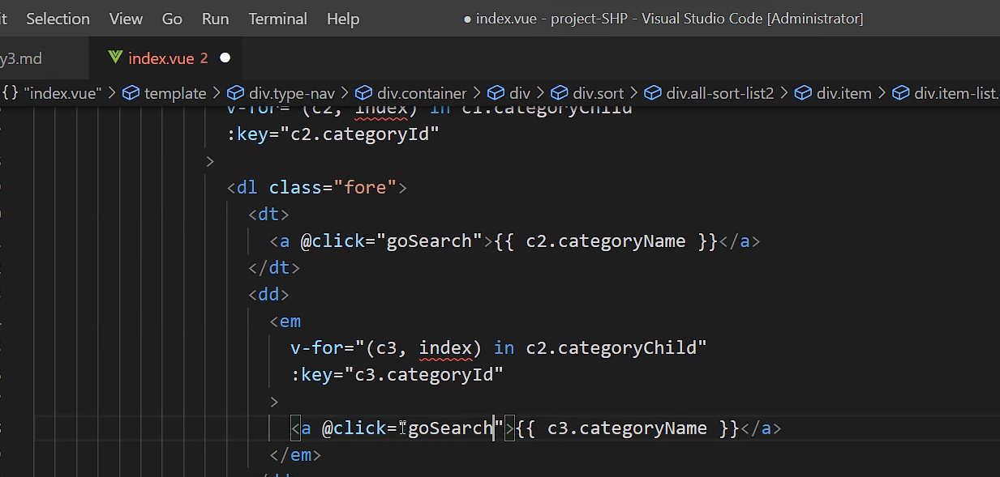 it Selection View Go Run Terminal Help ● index.vue - project-SHP - Visual Studio Code [Administrator]
y3.md index.vue 2
{} "index.vue" > template > div.type-nav > div.container > div > div.sort > div.all-sort-list2 > div.item > div.item-list.
v-for="(c2, index) in c1.categoryChild"
:key="c2.categoryId"
>
<dl class="fore">
<dt>
<a @click="goSearch">{{ c2.categoryName }}</a>
</dt>
<dd>
<em
v-for="(c3, index) in c2.categoryChild"
:key="c3.categoryId"
>
<a @click="goSearch">{{ c3.categoryName }}</a>
</em>